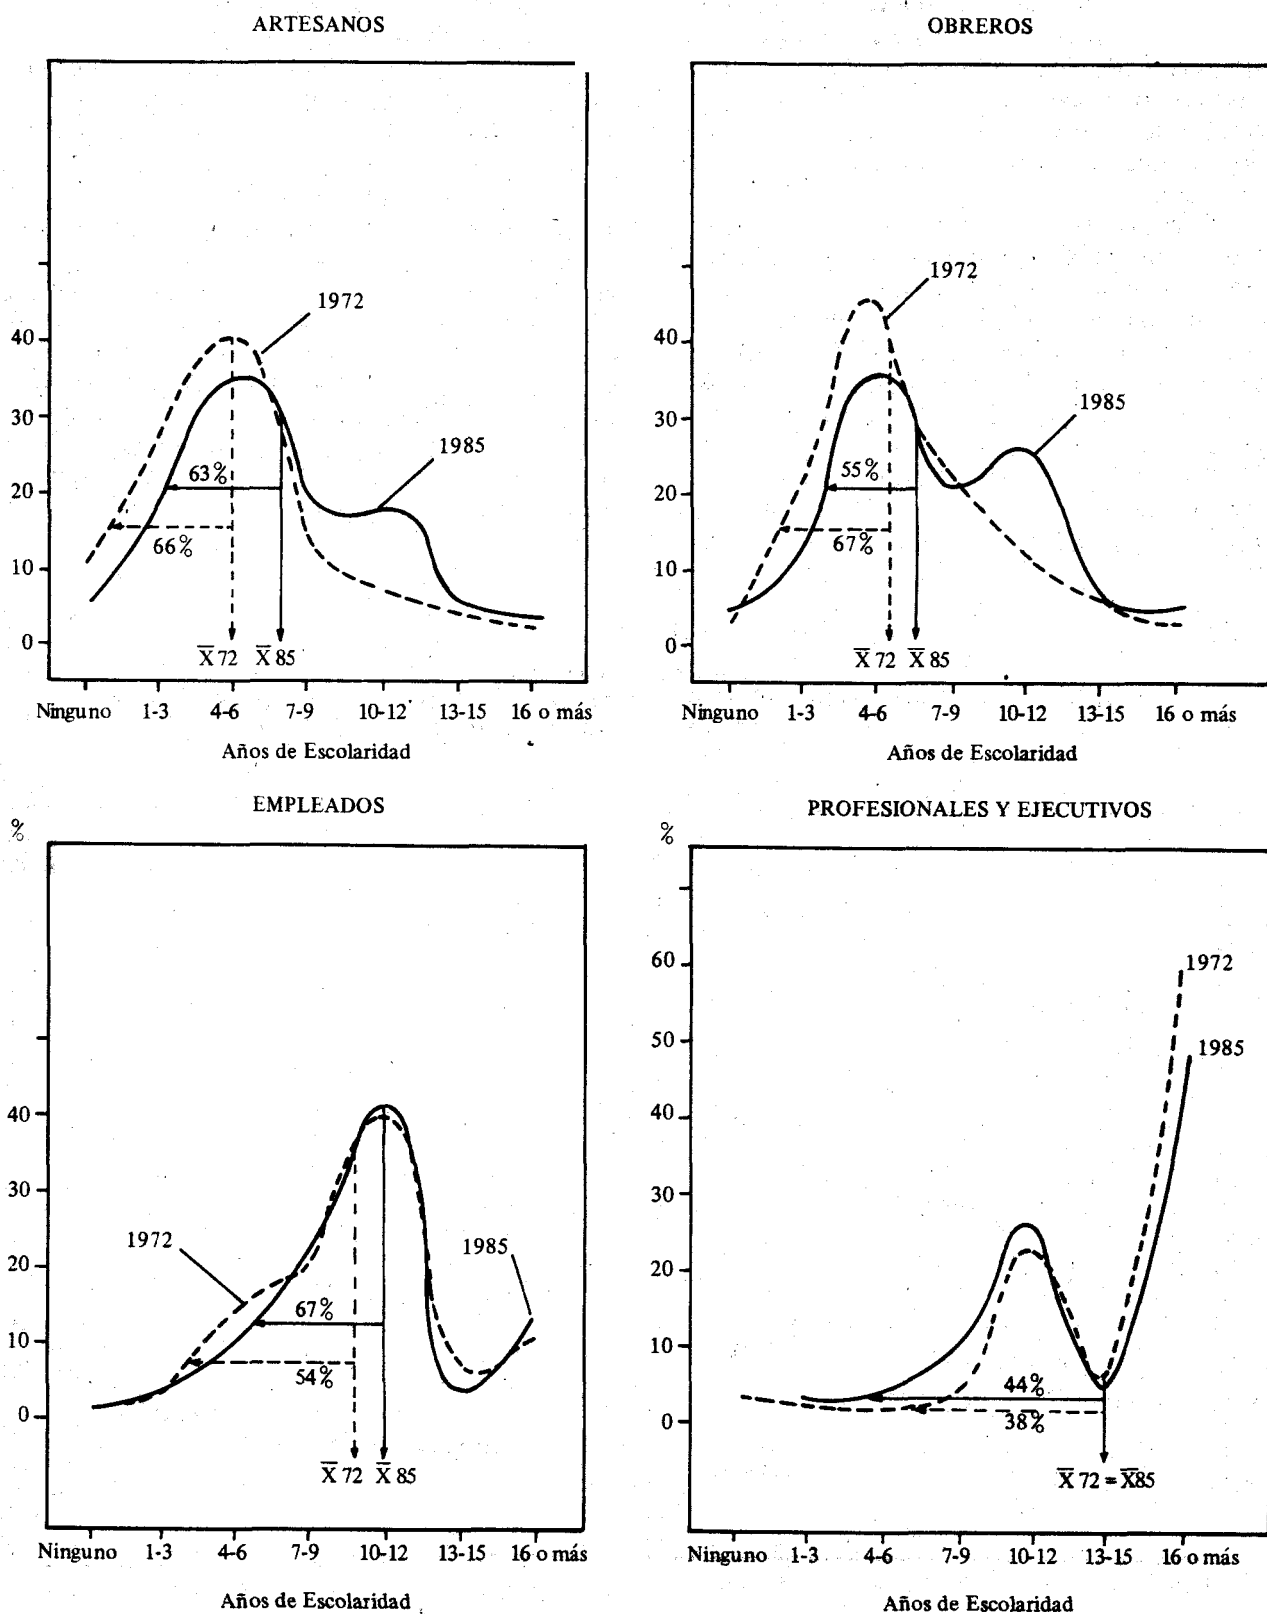 ARTESANOS
1972
40
30
1985
63%
20
66%
10
0
X̅ 72 X̅ 85
Ninguno 1-3 4-6 7-9 10-12 13-15 16 o más
Años de Escolaridad
OBREROS
1972
40
1985
30
55%
20
67%
10
0
X̅ 72 X̅ 85
Ninguno 1-3 4-6 7-9 10-12 13-15 16 o más
Años de Escolaridad
EMPLEADOS
%
40
30
1972
1985
20
67%
10
54%
0
X̅ 72 X̅ 85
Ninguno 1-3 4-6 7-9 10-12 13-15 16 o más
Años de Escolaridad
PROFESIONALES Y EJECUTIVOS
%
60
1972
50
1985
40
30
20
10
44%
0
38%
X̅ 72 = X̅85
Ninguno 1-3 4-6 7-9 10-12 13-15 16 o más
Años de Escolaridad